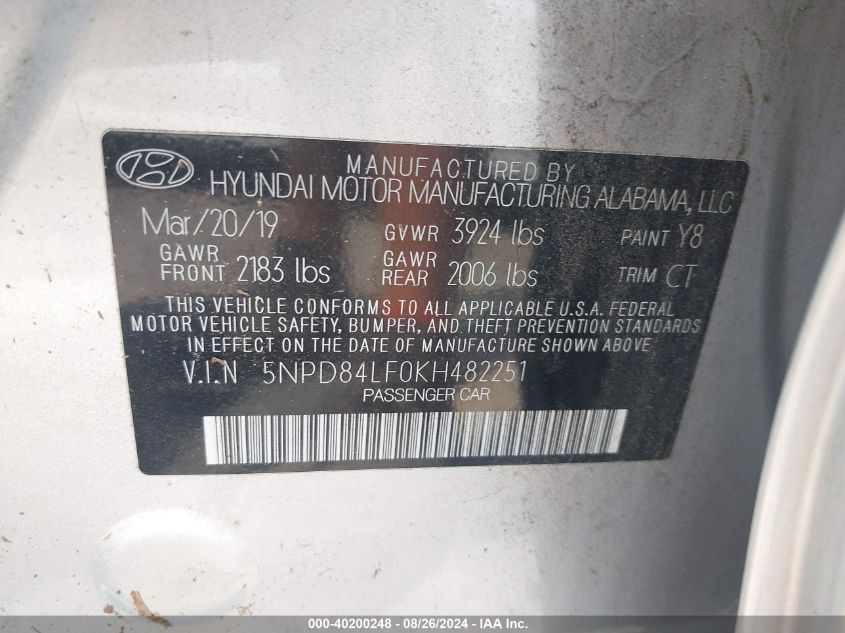 MANUFACTURED BY
HYUNDAI MOTOR MANUFACTURING ALABAMA, LLC
Mar/20/19 GVWR 3924 lbs PAINT Y8
GAWR FRONT 2183 lbs GAWR REAR 2006 lbs TRIM CT
THIS VEHICLE CONFORMS TO ALL APPLICABLE U.S.A. FEDERAL
MOTOR VEHICLE SAFETY, BUMPER, AND THEFT PREVENTION STANDARDS
IN EFFECT ON THE DATE OF MANUFACTURE SHOWN ABOVE
V.I.N 5NPD84LF0KH482251
PASSENGER CAR
000-40200248 - 08/26/2024 - IAA Inc.